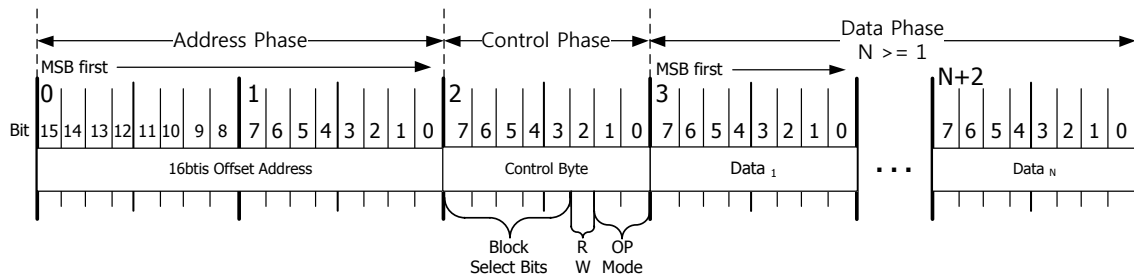 Address Phase Control Phase Data Phase
N >= 1
MSB first MSB first
0 1 2 3 N+2
Bit 15 14 13 12 11 10 9 8 7 6 5 4 3 2 1 0 7 6 5 4 3 2 1 0 7 6 5 4 3 2 1 0 7 6 5 4 3 2 1 0
16btis Offset Address Control Byte Data 1 ... Data N
Block R OP
Select Bits W Mode